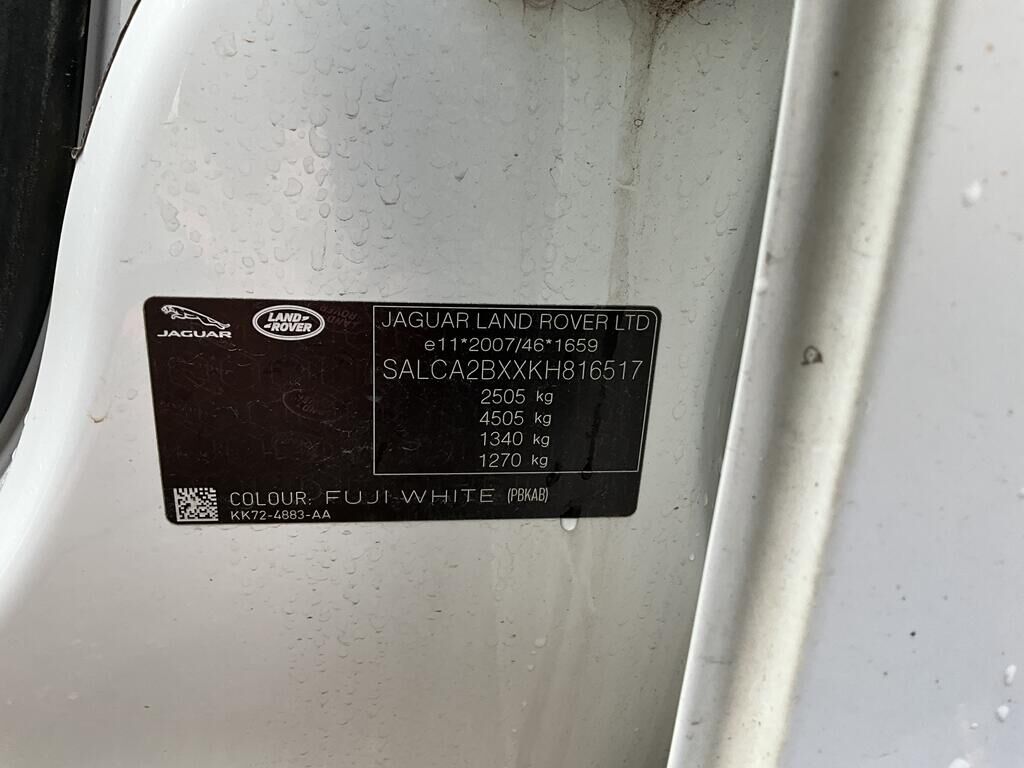 JAGUAR
LAND ROVER
JAGUAR LAND ROVER LTD
e11*2007/46*1659
SALCA2BXXKH816517
2505 kg
4505 kg
1340 kg
1270 kg
COLOUR: FUJI WHITE (PBKAB)
KK72-4883-AA